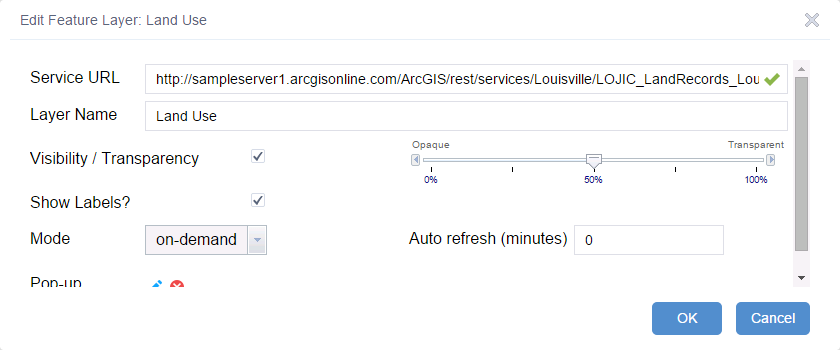 Edit Feature Layer: Land Use
Service URL http://sampleserver1.arcgisonline.com/ArcGIS/rest/services/Louisville/LOJIC_LandRecords_Lou
Layer Name Land Use
Opaque Transparent
Visibility / Transparency
0% 50% 100%
Show Labels?
Mode on-demand Auto refresh (minutes) 0
Pop-up
OK Cancel